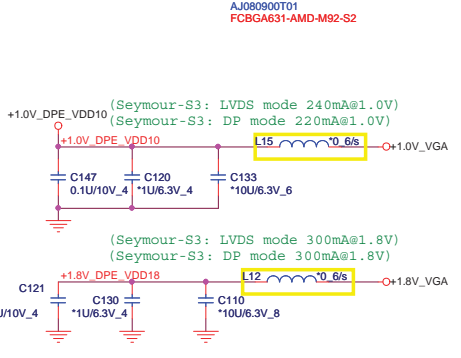 AJ080900T01
FCBGA631-AMD-M92-S2
(Seymour-S3: LVDS mode 240mA@1.0V)
+1.0V_DPE_VDD10
(Seymour-S3: DP mode 220mA@1.0V)
+1.0V_DPE_VDD10
L15
*0_6/s
+1.0V_VGA
C147
0.1U/10V_4
C120
*1U/6.3V_4
C133
*10U/6.3V_6
(Seymour-S3: LVDS mode 300mA@1.8V)
(Seymour-S3: DP mode 300mA@1.8V)
+1.8V_DPE_VDD18
L12
*0_6/s
+1.8V_VGA
C121
U/10V_4
C130
*1U/6.3V_4
C110
*10U/6.3V_8